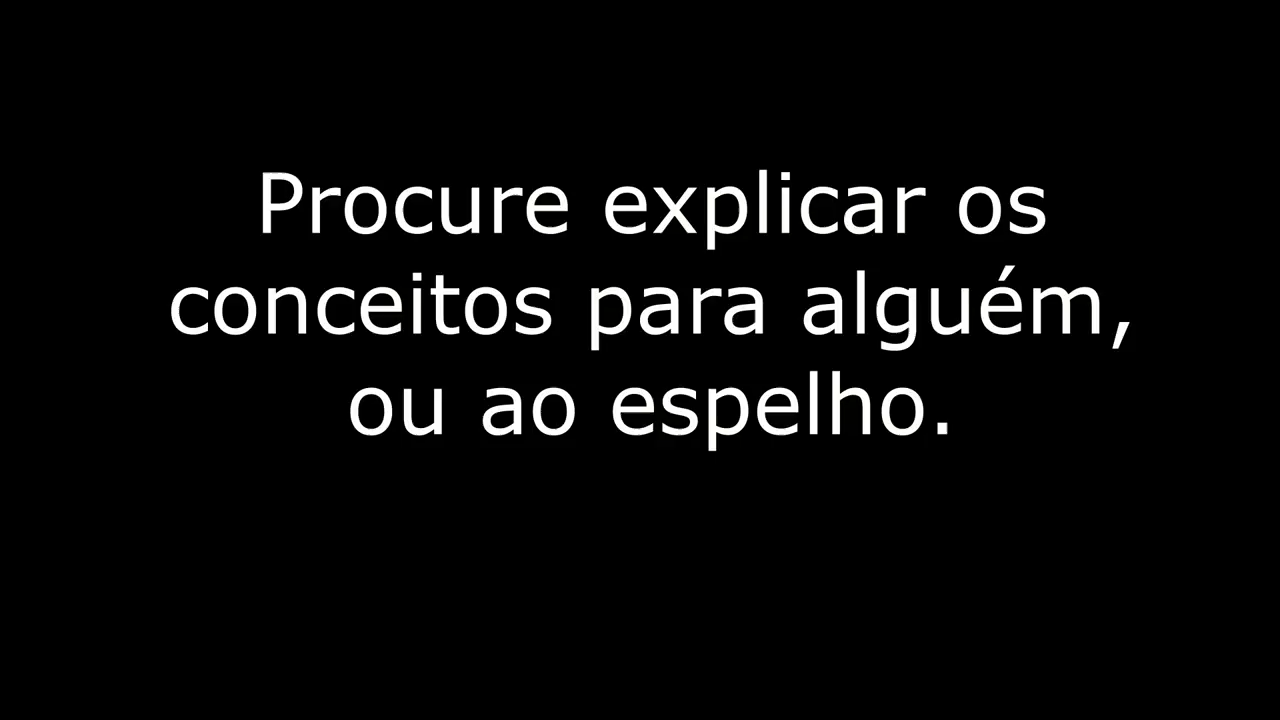 Procure explicar os
conceitos para alguém,
ou ao espelho.